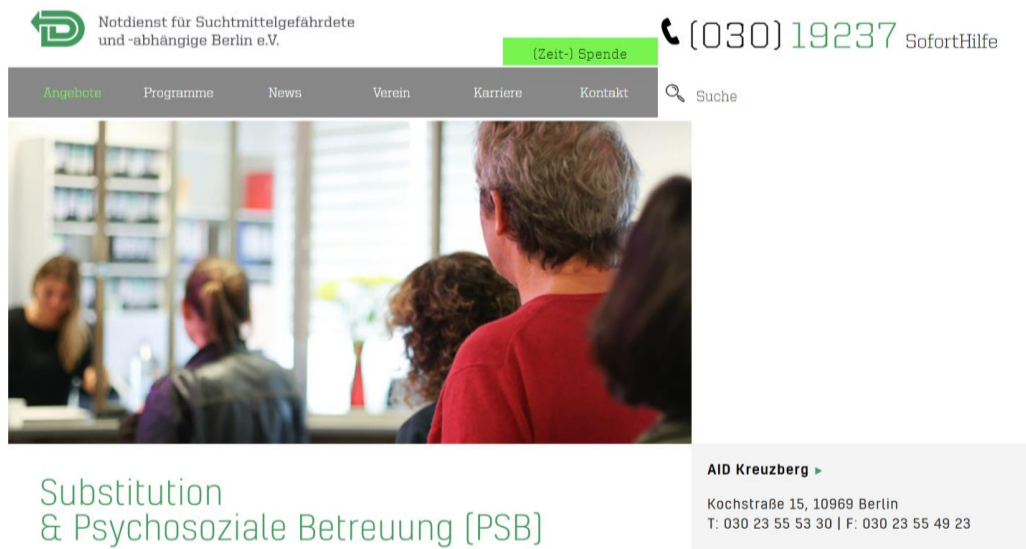 Notdienst für Suchtmittelgefährdete
und -abhängige Berlin e.V.
(030) 19237 SofortHilfe
(Zeit-) Spende
Angebote Programme News Verein Karriere Kontakt
Suche
Substitution
& Psychosoziale Betreuung (PSB)
AID Kreuzberg ▸
Kochstraße 15, 10969 Berlin
T: 030 23 55 53 30 | F: 030 23 55 49 23